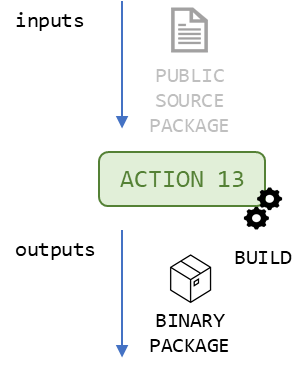 inputs
PUBLIC
SOURCE
PACKAGE
ACTION 13
outputs
BUILD
BINARY
PACKAGE